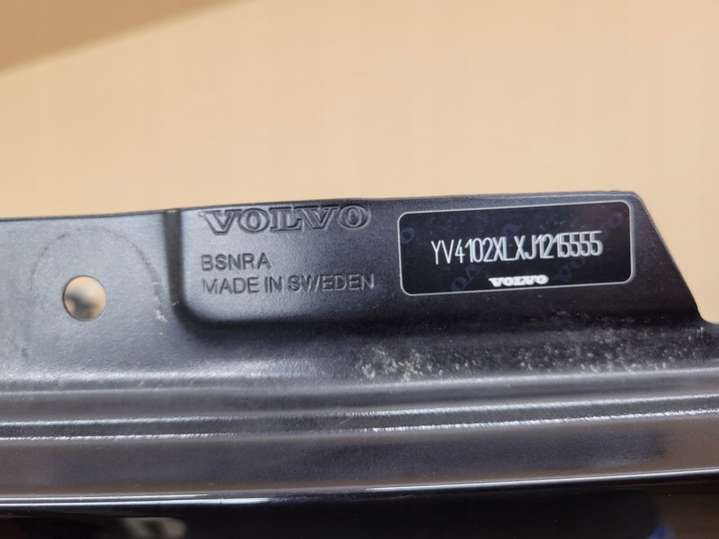 VOLVO
BSNRA
MADE IN SWEDEN
YV4102XLXJ1215555
VOLVO